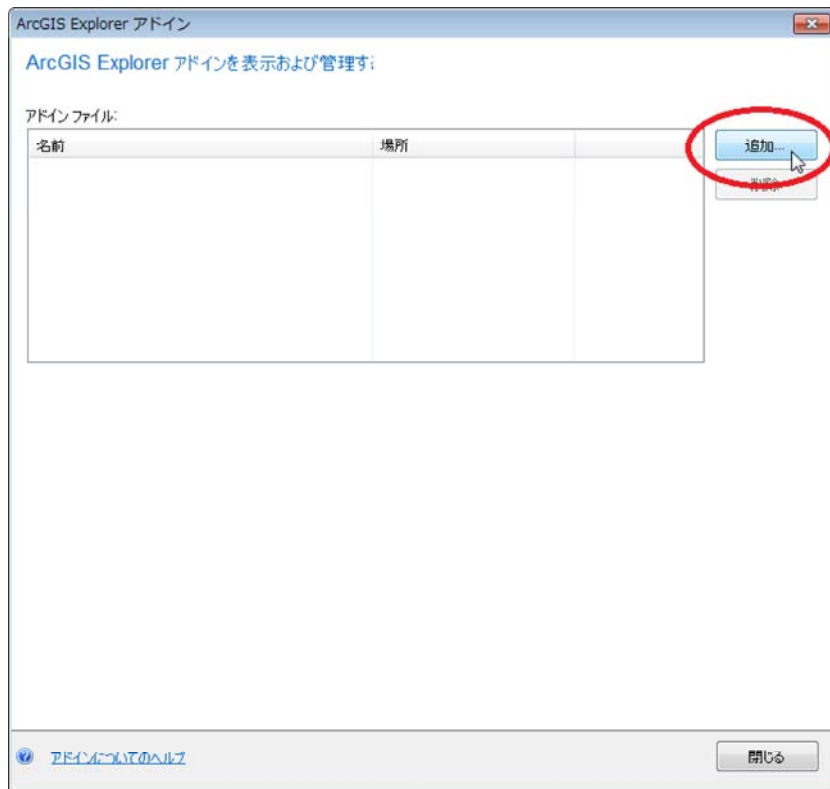 ArcGIS Explorer アドイン
ArcGIS Explorer アドインを表示および管理す
アドイン ファイル:
名前 場所
追加...
削除
アドインについてのヘルプ
閉じる